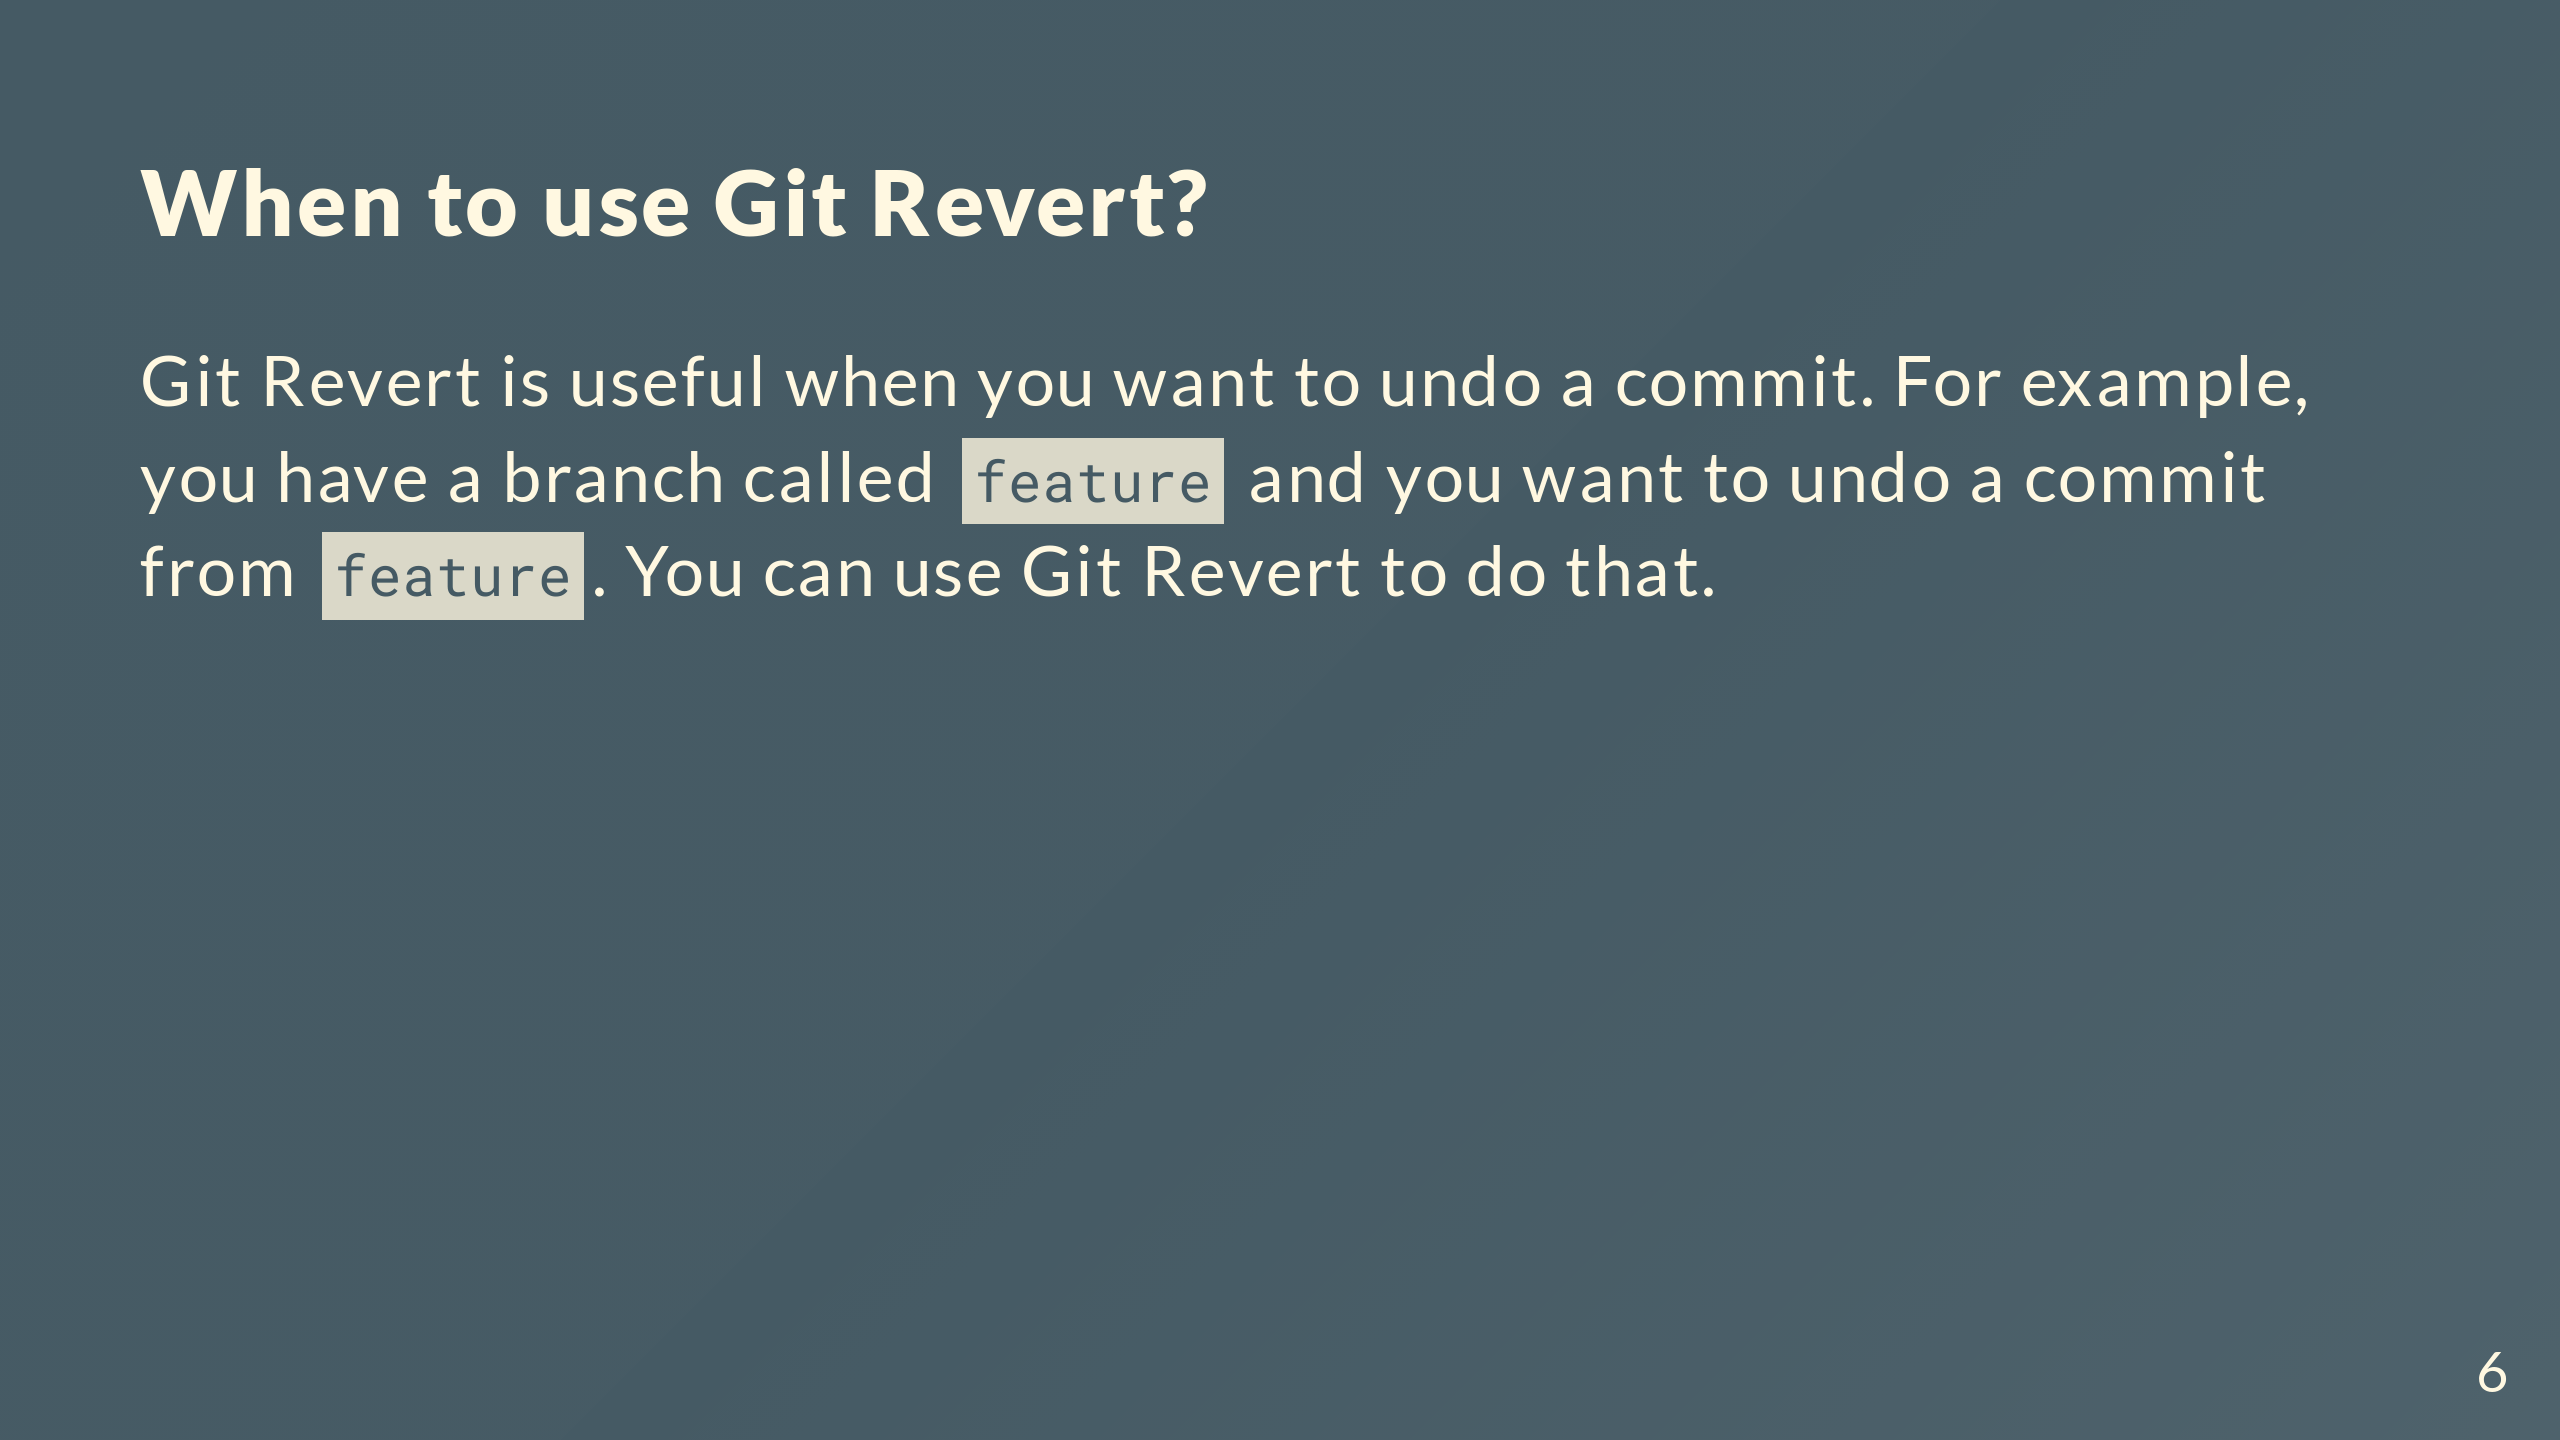 When to use Git Revert?
Git Revert is useful when you want to undo a commit. For example,
you have a branch called feature and you want to undo a commit
from feature. You can use Git Revert to do that.
6